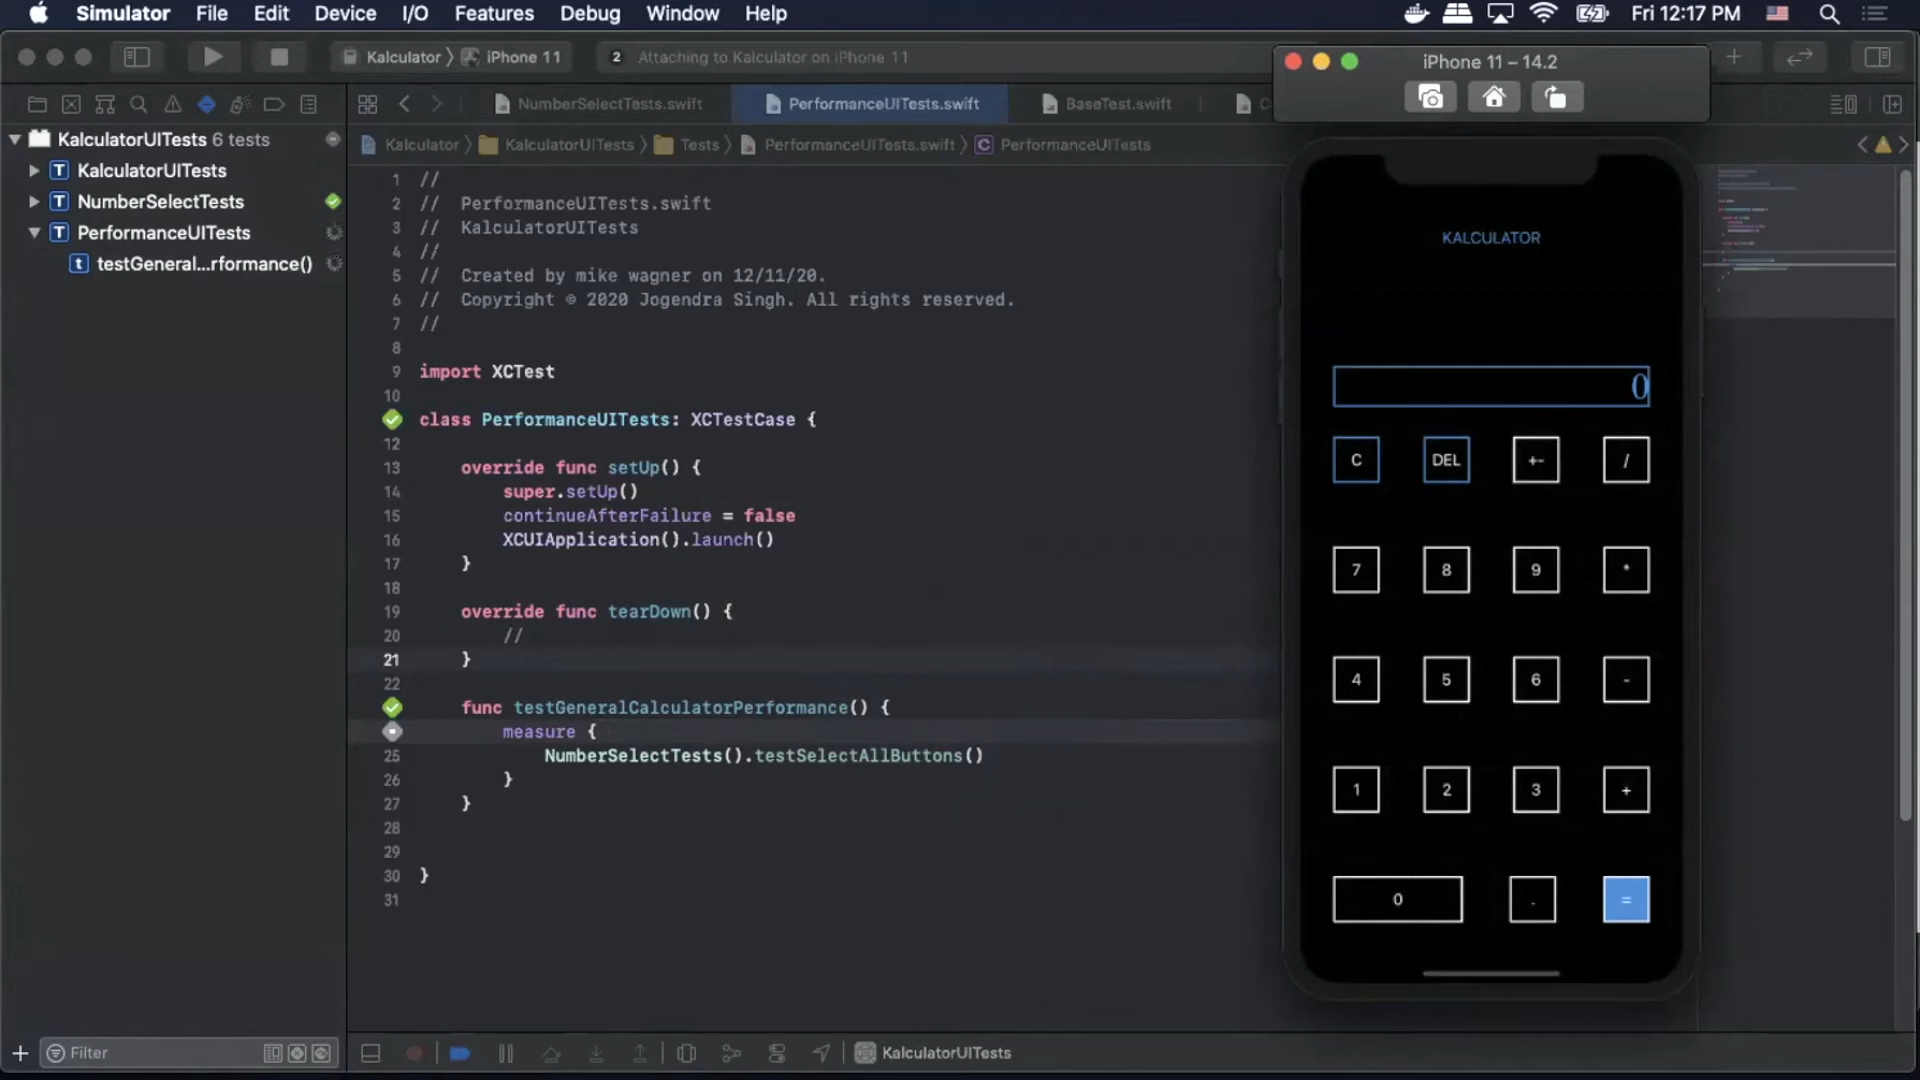 Simulator File Edit Device I/O Features Debug Window Help Fri 12:17 PM
Kalculator iPhone 11 2 Attaching to Kalculator on iPhone 11
iPhone 11 – 14.2
NumberSelectTests.swift PerformanceUITests.swift BaseTest.swift C
KalculatorUITests 6 tests
T KalculatorUITests
T NumberSelectTests
T PerformanceUITests
t testGeneral...rformance()
Kalculator KalculatorUITests Tests PerformanceUITests.swift C PerformanceUITests
1 //
2 // PerformanceUITests.swift
3 // KalculatorUITests
4 //
5 // Created by mike wagner on 12/11/20.
6 // Copyright © 2020 Jogendra Singh. All rights reserved.
7 //
8
9 import XCTest
10
class PerformanceUITests: XCTestCase {
12
13 override func setUp() {
14 super.setUp()
15 continueAfterFailure = false
16 XCUIApplication().launch()
17 }
18
19 override func tearDown() {
20 //
21 }
22
func testGeneralCalculatorPerformance() {
measure {
25 NumberSelectTests().testSelectAllButtons()
26 }
27 }
28
29
30 }
31
KALCULATOR
0
C DEL +- /
7 8 9 *
4 5 6 -
1 2 3 +
0 . =
Filter
KalculatorUITests